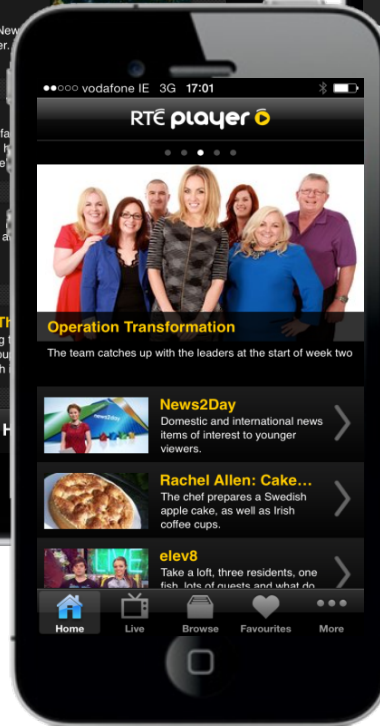 vodafone IE 3G 17:01
RTÉ player
Operation Transformation
The team catches up with the leaders at the start of week two
News2Day
Domestic and international news
items of interest to younger
viewers.
Rachel Allen: Cake...
The chef prepares a Swedish
apple cake, as well as Irish
coffee cups.
elev8
Take a loft, three residents, one
fish, lots of guests and what do
Home
Live
Browse
Favourites
More